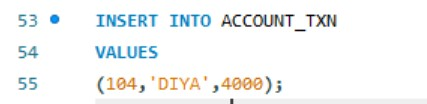 53 INSERT INTO ACCOUNT_TXN
54 VALUES
55 (104,'DIYA',4000);